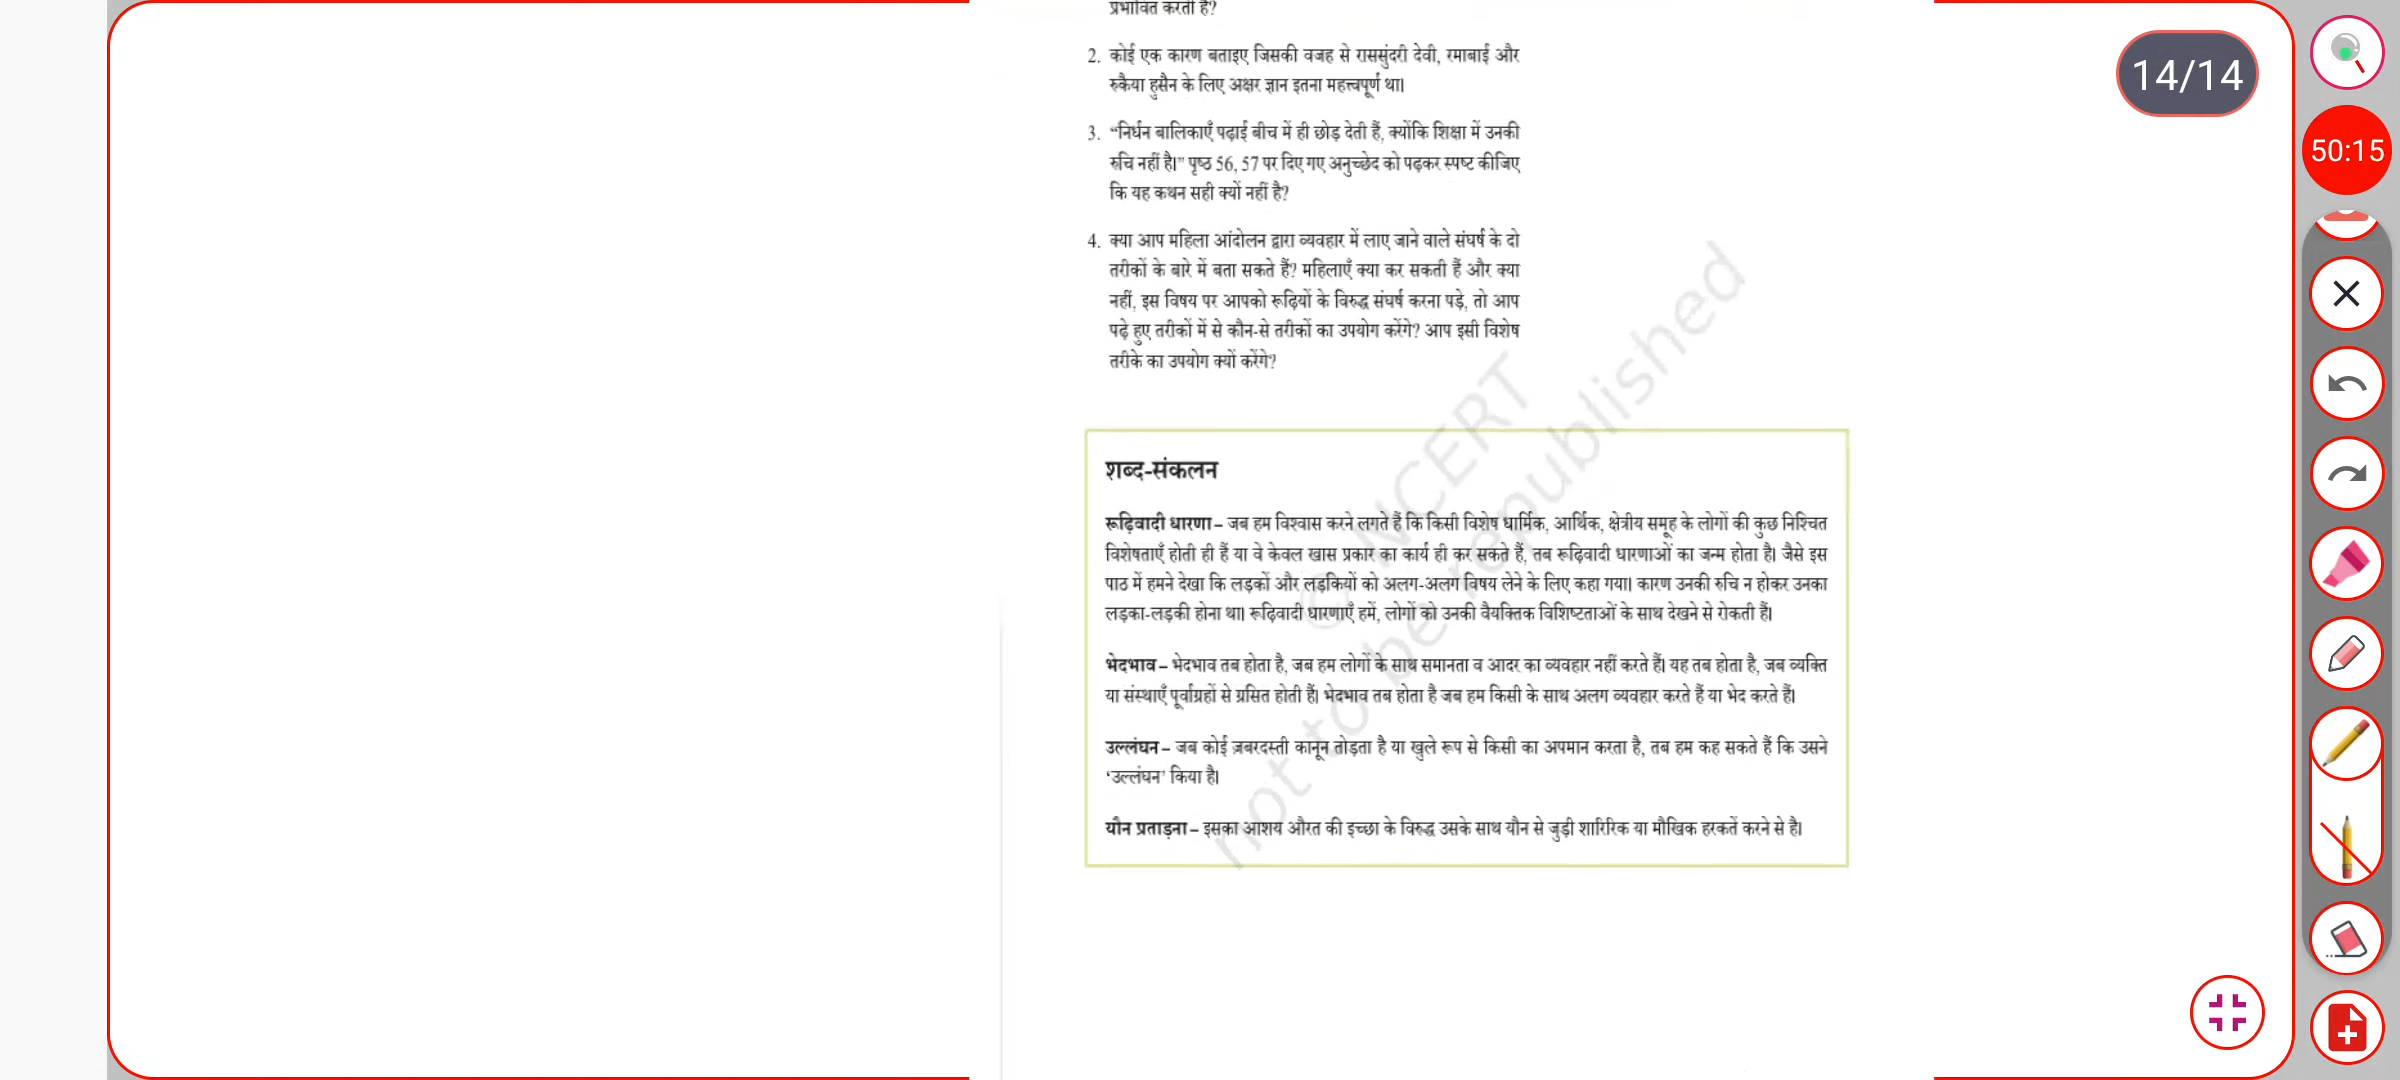 प्रभावित करती है?
2. कोई एक कारण बताइए जिसकी वजह से राससुंदरी देवी, रमाबाई और
रुकैया हुसैन के लिए अक्षर ज्ञान इतना महत्त्वपूर्ण था।
3. “निर्धन बालिकाएँ पढ़ाई बीच में ही छोड़ देती हैं, क्योंकि शिक्षा में उनकी
रुचि नहीं है।” पृष्ठ 56, 57 पर दिए गए अनुच्छेद को पढ़कर स्पष्ट कीजिए
कि यह कथन सही क्यों नहीं है?
4. क्या आप महिला आंदोलन द्वारा व्यवहार में लाए जाने वाले संघर्ष के दो
तरीकों के बारे में बता सकते हैं? महिलाएँ क्या कर सकती हैं और क्या
नहीं, इस विषय पर आपको रूढ़ियों के विरुद्ध संघर्ष करना पड़े, तो आप
पढ़े हुए तरीकों में से कौन-से तरीकों का उपयोग करेंगे? आप इसी विशेष
तरीके का उपयोग क्यों करेंगे?
शब्द-संकलन
रूढ़िवादी धारणा – जब हम विश्वास करने लगते हैं कि किसी विशेष धार्मिक, आर्थिक, क्षेत्रीय समूह के लोगों की कुछ निश्चित
विशेषताएँ होती ही हैं या वे केवल खास प्रकार का कार्य ही कर सकते हैं, तब रूढ़िवादी धारणाओं का जन्म होता है। जैसे इस
पाठ में हमने देखा कि लड़कों और लड़कियों को अलग-अलग विषय लेने के लिए कहा गया। कारण उनकी रुचि न होकर उनका
लड़का-लड़की होना था। रूढ़िवादी धारणाएँ हमें, लोगों को उनकी वैयक्तिक विशिष्टताओं के साथ देखने से रोकती हैं।
भेदभाव – भेदभाव तब होता है, जब हम लोगों के साथ समानता व आदर का व्यवहार नहीं करते हैं। यह तब होता है, जब व्यक्ति
या संस्थाएँ पूर्वाग्रहों से ग्रसित होती हैं। भेदभाव तब होता है जब हम किसी के साथ अलग व्यवहार करते हैं या भेद करते हैं।
उल्लंघन – जब कोई ज़बरदस्ती कानून तोड़ता है या खुले रूप से किसी का अपमान करता है, तब हम कह सकते हैं कि उसने
‘उल्लंघन’ किया है।
यौन प्रताड़ना – इसका आशय औरत की इच्छा के विरुद्ध उसके साथ यौन से जुड़ी शारिरिक या मौखिक हरकतें करने से है।
© NCERT
not to be republished
14/14
50:15